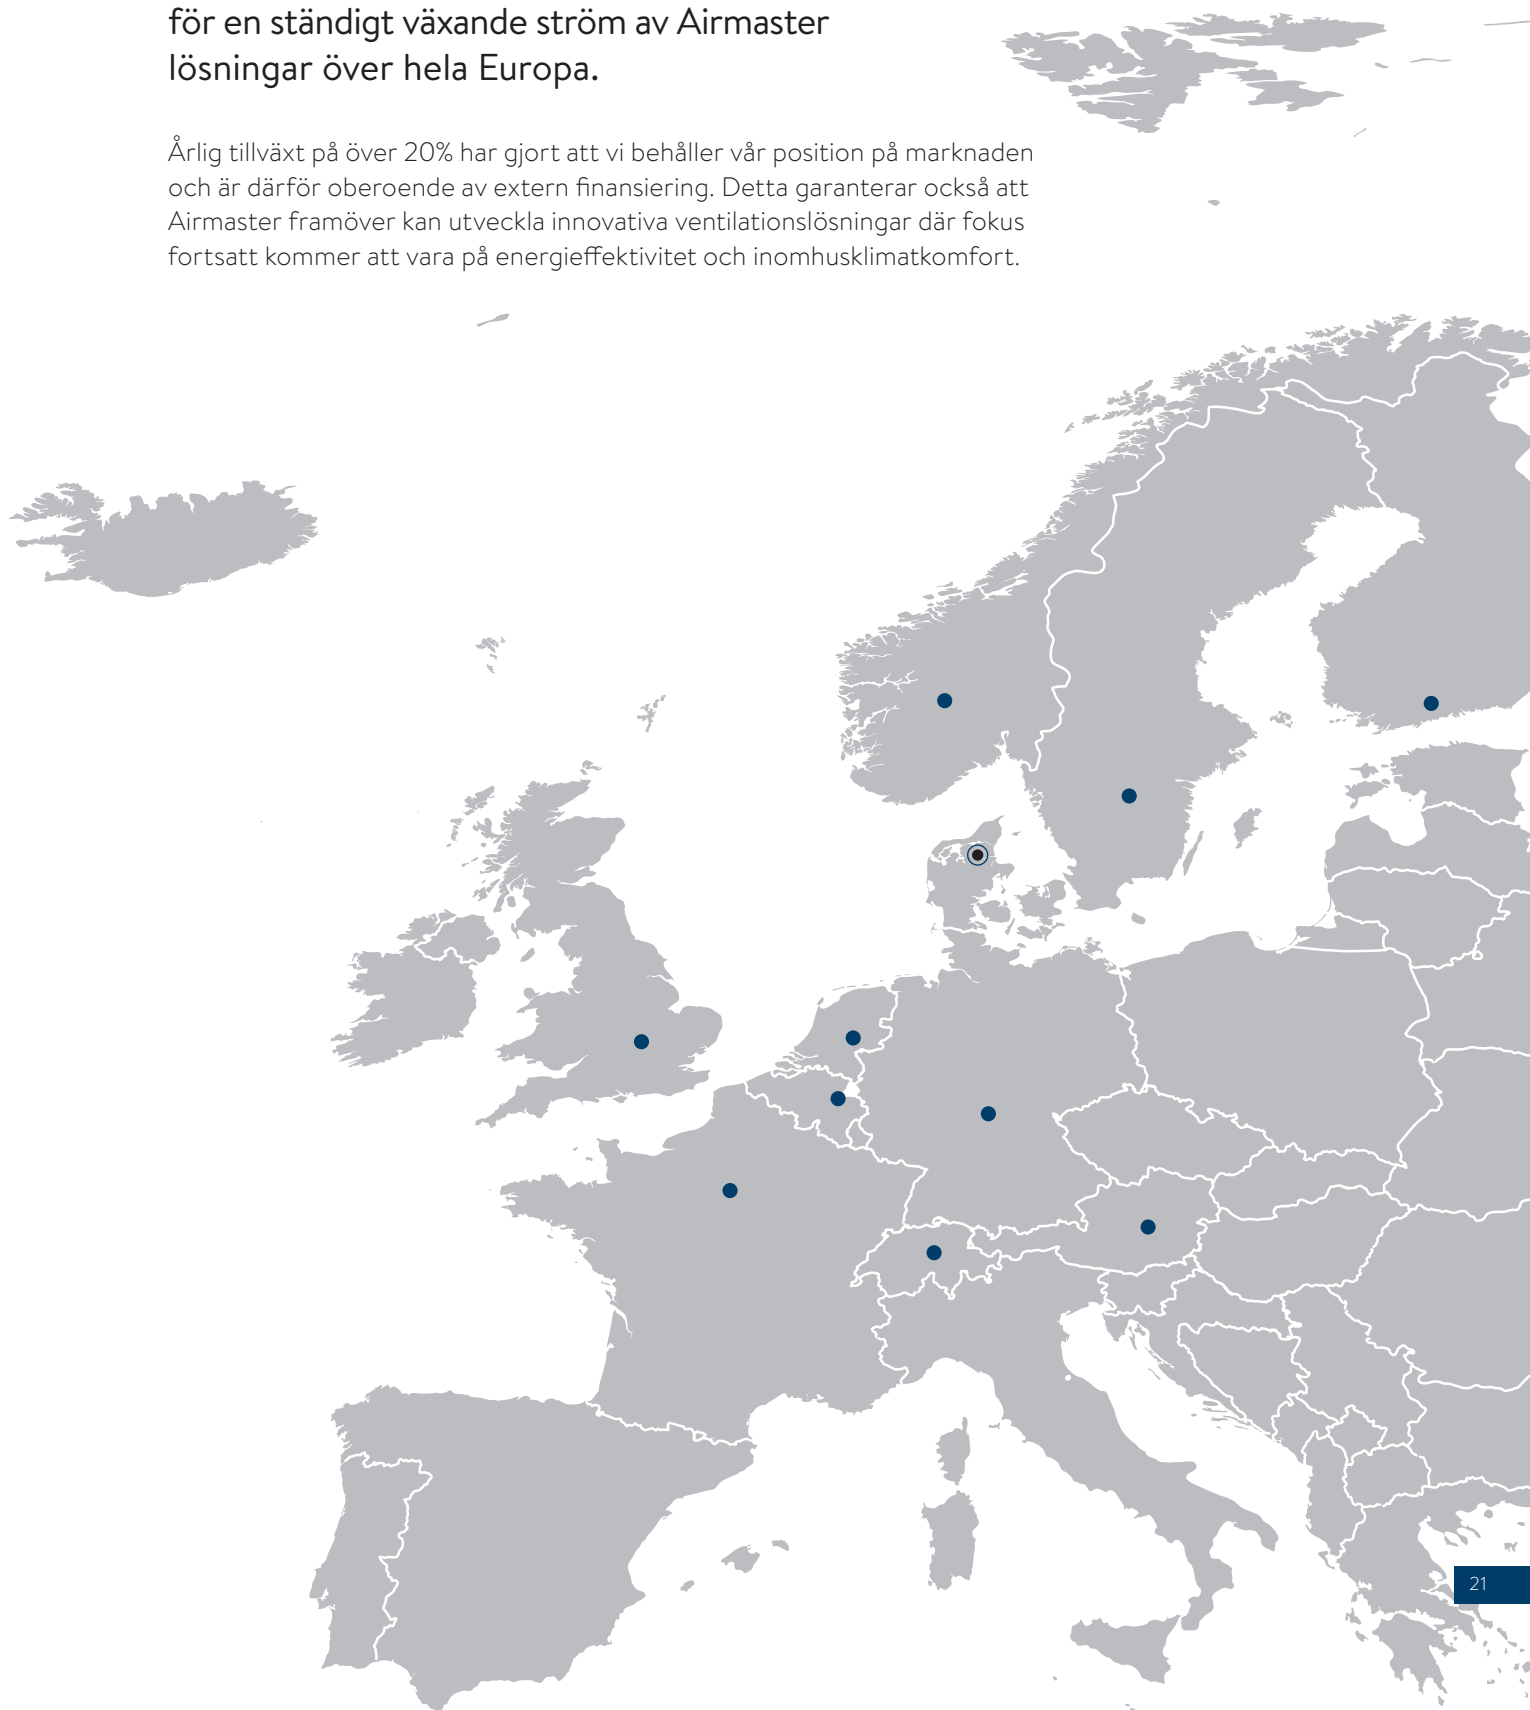 för en ständigt växande ström av Airmaster
lösningar över hela Europa.
Årlig tillväxt på över 20% har gjort att vi behåller vår position på marknaden
och är därför oberoende av extern finansiering. Detta garanterar också att
Airmaster framöver kan utveckla innovativa ventilationslösningar där fokus
fortsatt kommer att vara på energieffektivitet och inomhusklimatkomfort.
21